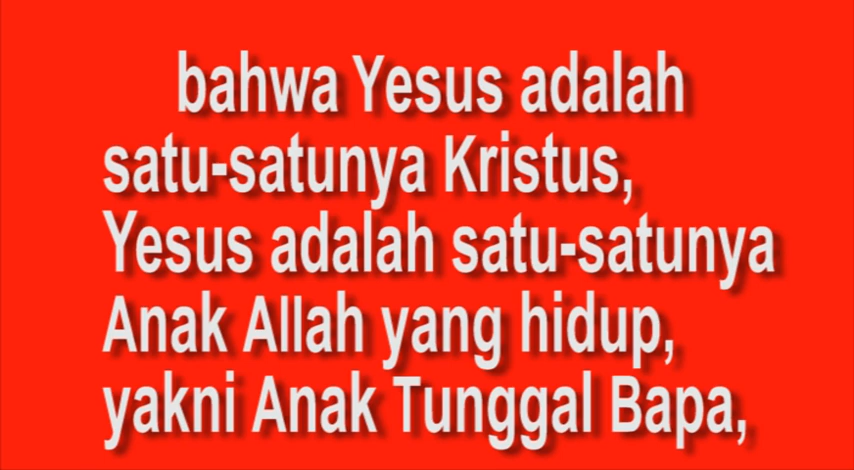 bahwa Yesus adalah
satu-satunya Kristus,
Yesus adalah satu-satunya
Anak Allah yang hidup,
yakni Anak Tunggal Bapa,